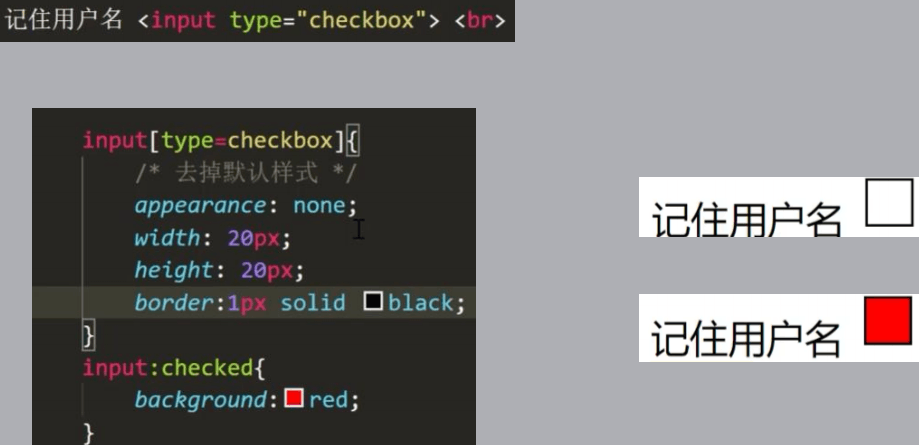 记住用户名 <input type="checkbox"> <br>
input[type=checkbox]{
/* 去掉默认样式 */
appearance: none;
width: 20px;
height: 20px;
border:1px solid black;
}
input:checked{
background:red;
}
记住用户名
记住用户名